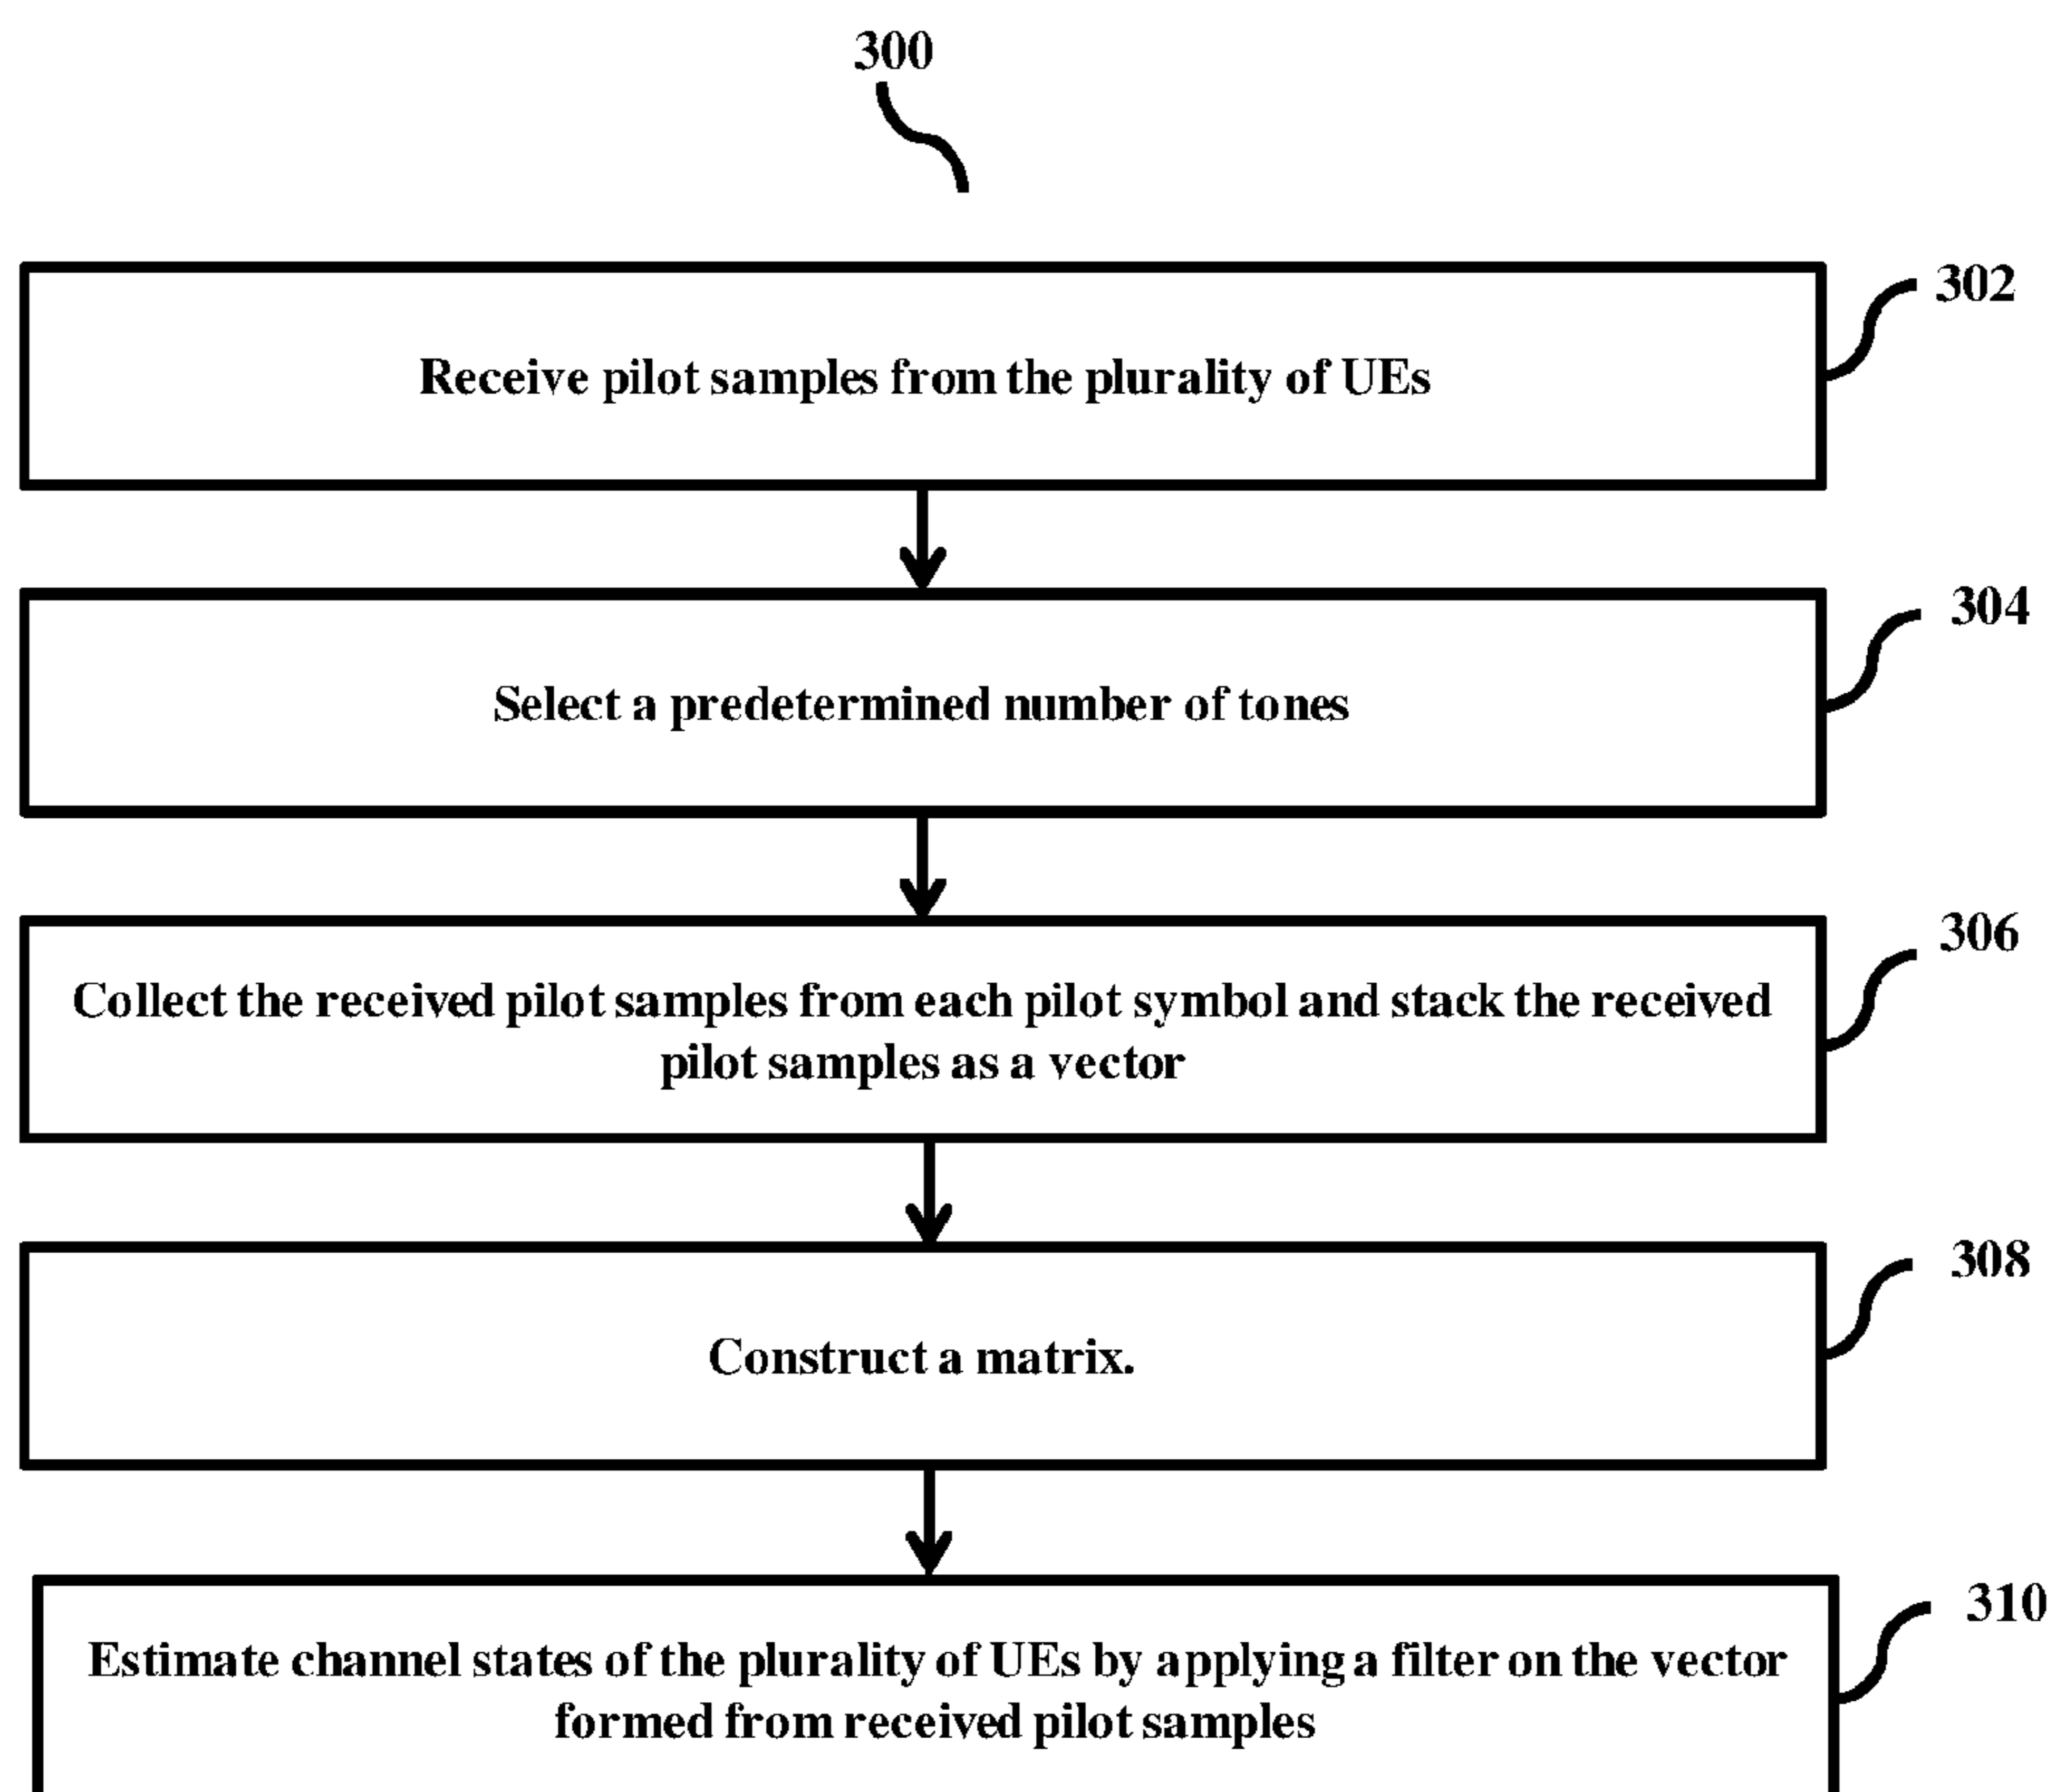 300
302
Receive pilot samples from the plurality of UEs
304
Select a predetermined number of tones
306
Collect the received pilot samples from each pilot symbol and stack the received
pilot samples as a vector
308
Construct a matrix.
310
Estimate channel states of the plurality of UEs by applying a filter on the vector
formed from received pilot samples